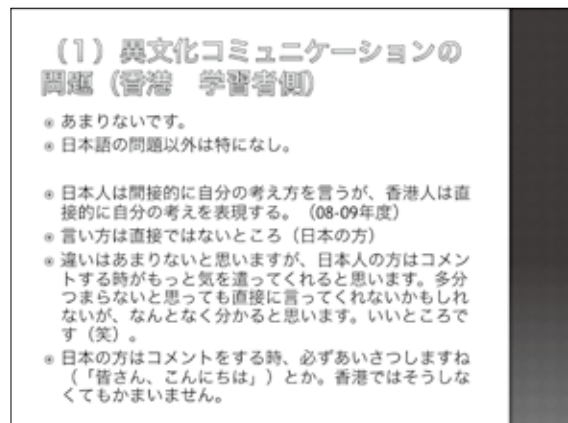 （1）異文化コミュニケーションの
問題（香港　学習者側）
あまりないです。
日本語の問題以外は特になし。
日本人は間接的に自分の考え方を言うが、香港人は直
接的に自分の考えを表現する。（08-09年度）
言い方は直接ではないところ（日本の方）
違いはあまりないと思いますが、日本人の方はコメン
トする時がもっと気を遣ってくれると思います。多分
つまらないと思っても直接に言ってくれないかもしれ
ないが、なんとなく分かると思います。いいところで
す（笑）。
日本の方はコメントをする時、必ずあいさつしますね
（「皆さん、こんにちは」）とか。香港ではそうしな
くてもかまいません。